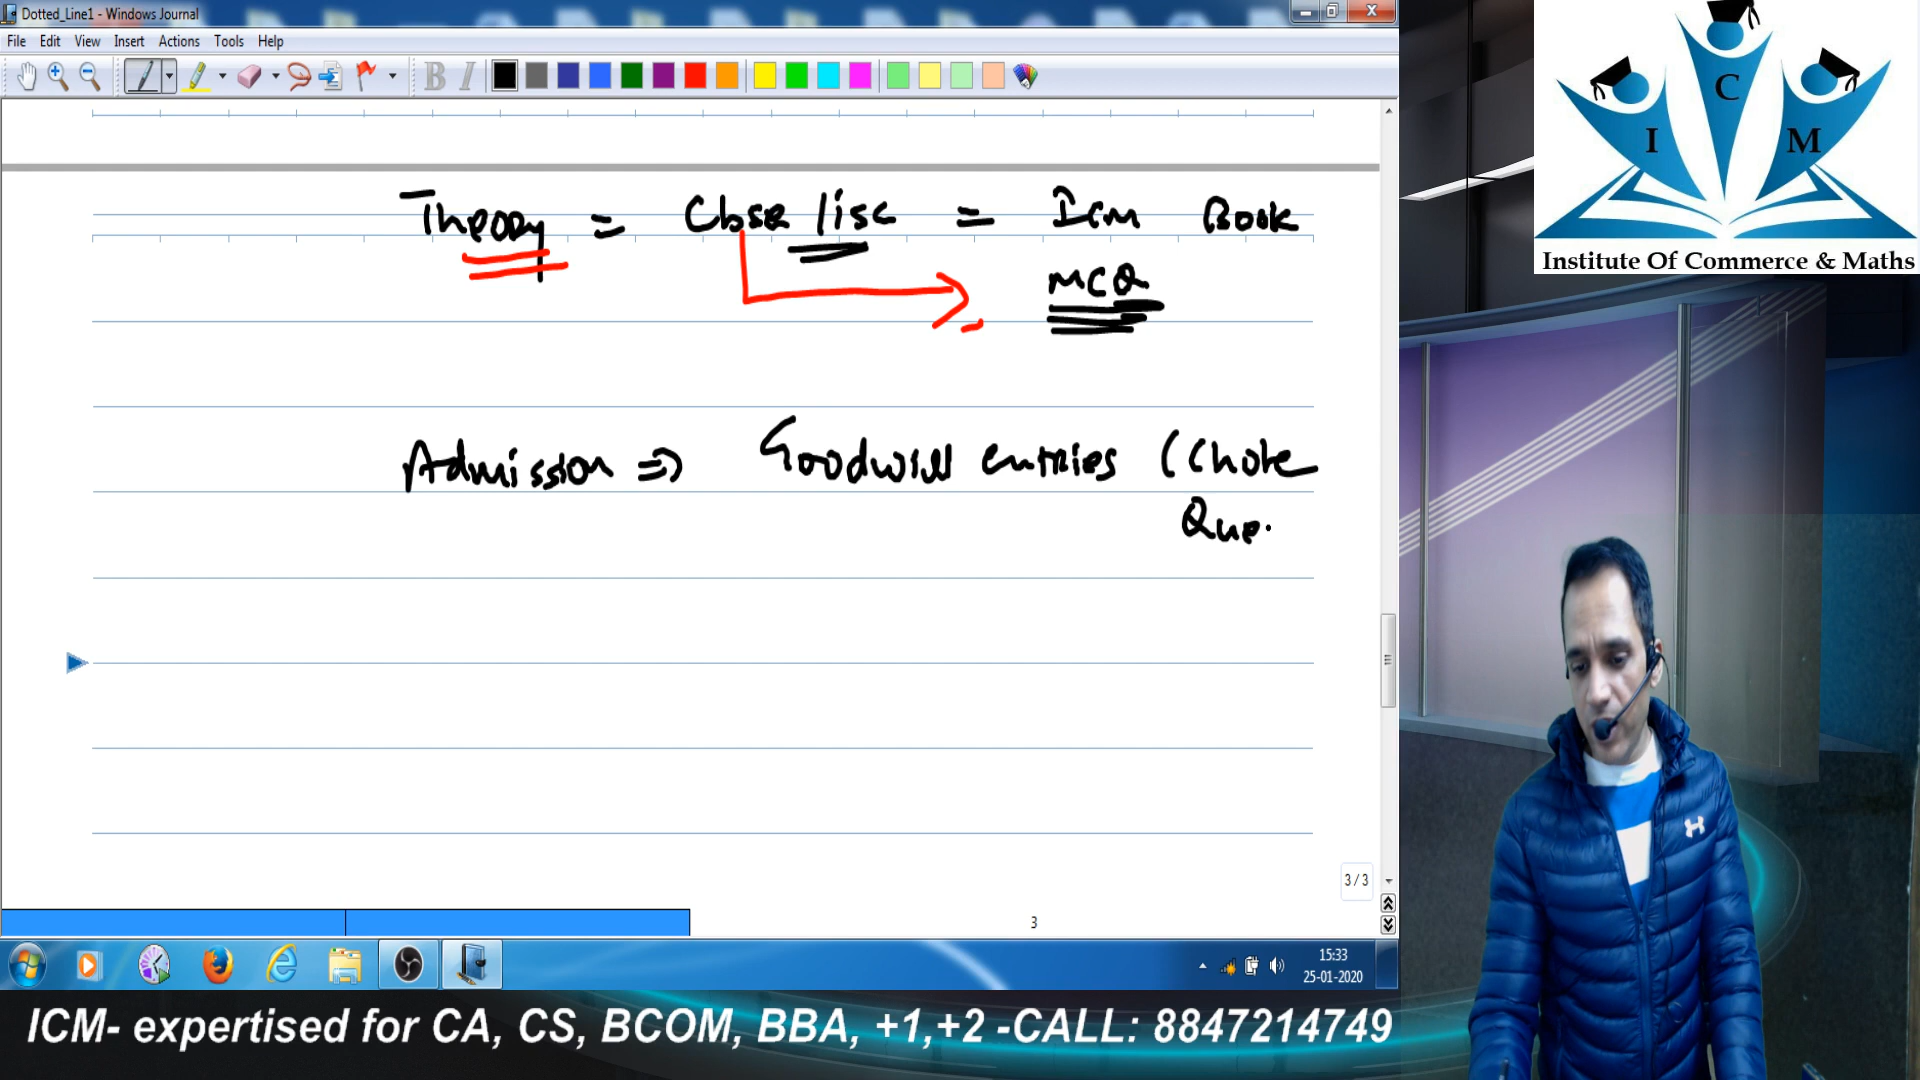 Dotted_Line1 - Windows Journal
File Edit View Insert Actions Tools Help
B I
Theory = Close list = Icm Book
MCQ
Admission => Goodwill entries (Chote
Que.
3 / 3
3
15:33
25-01-2020
I C M
Institute Of Commerce & Maths
ICM- expertised for CA, CS, BCOM, BBA, +1,+2 -CALL: 8847214749